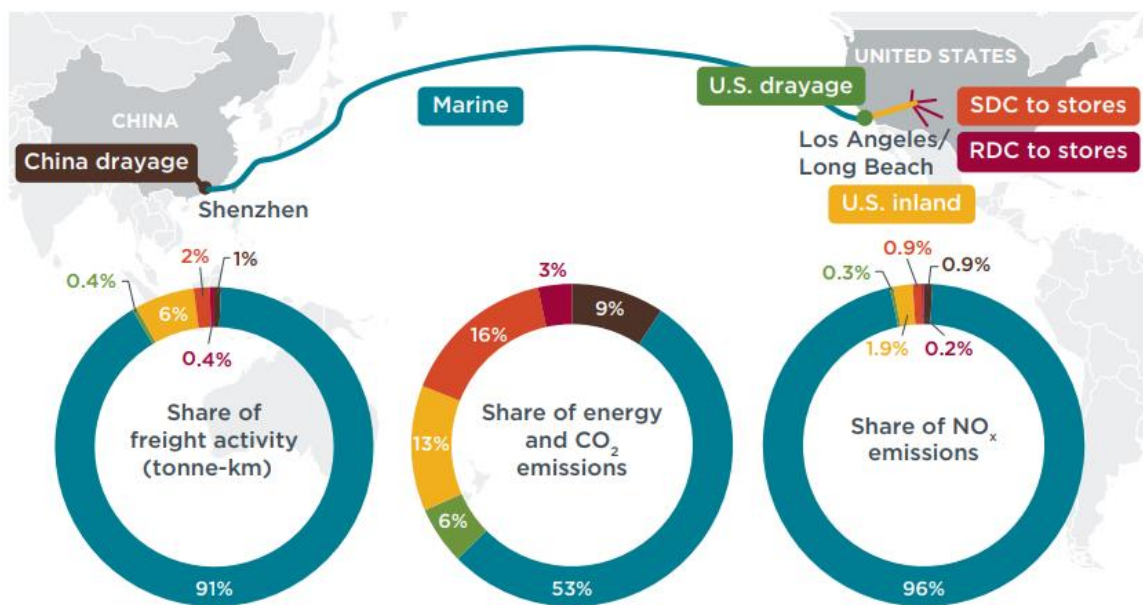 UNITED STATES
U.S. drayage
Marine
SDC to stores
CHINA
Los Angeles/
Long Beach
RDC to stores
China drayage
Shenzhen
U.S. inland
0.4%
2%
1%
6%
0.4%
91%
Share of
freight activity
(tonne-km)
3%
9%
16%
13%
6%
53%
Share of energy
and CO2
emissions
0.3%
0.9%
0.9%
1.9%
0.2%
96%
Share of NOx
emissions